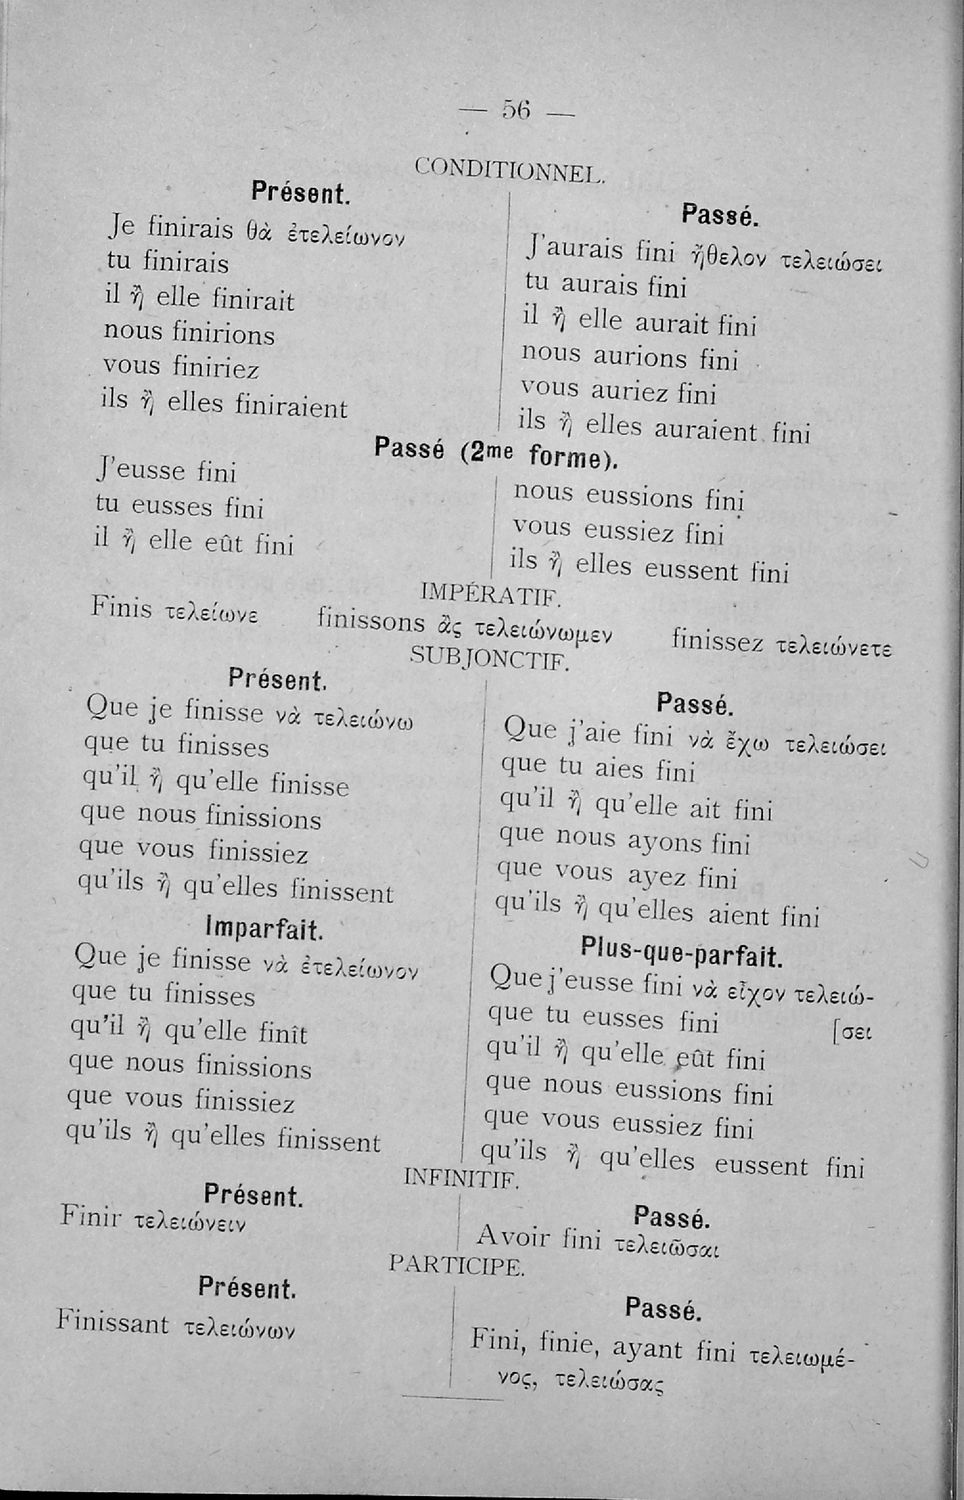 — 56 —
CONDITIONNEL.
Présent.
Je finirais θὰ ἐτελείωνον
tu finirais
il ἢ elle finirait
nous finirions
vous finiriez
ils ἢ elles finiraient
Passé.
J'aurais fini ἤθελον τελειώσει
tu aurais fini
il ἢ elle aurait fini
nous aurions fini
vous auriez fini
ils ἢ elles auraient fini
Passé (2me forme).
J'eusse fini
tu eusses fini
il ἢ elle eût fini
nous eussions fini
vous eussiez fini
ils ἢ elles eussent fini
IMPÉRATIF.
Finis τελείωνε finissons ἂς τελειώνωμεν finissez τελειώνετε
SUBJONCTIF.
Présent.
Que je finisse νὰ τελειώνω
que tu finisses
qu'il ἢ qu'elle finisse
que nous finissions
que vous finissiez
qu'ils ἢ qu'elles finissent
Passé.
Que j'aie fini νὰ ἔχω τελειώσει
que tu aies fini
qu'il ἢ qu'elle ait fini
que nous ayons fini
que vous ayez fini
qu'ils ἢ qu'elles aient fini
Imparfait.
Que je finisse νὰ ἐτελείωνον
que tu finisses
qu'il ἢ qu'elle finît
que nous finissions
que vous finissiez
qu'ils ἢ qu'elles finissent
Plus-que-parfait.
Que j'eusse fini νὰ εἶχον τελειώ-
que tu eusses fini [σει
qu'il ἢ qu'elle eût fini
que nous eussions fini
que vous eussiez fini
qu'ils ἢ qu'elles eussent fini
INFINITIF.
Présent.
Finir τελειώνειν
Passé.
Avoir fini τελειῶσαι
PARTICIPE.
Présent.
Finissant τελειώνων
Passé.
Fini, finie, ayant fini τελειωμέ-
νος, τελειώσας